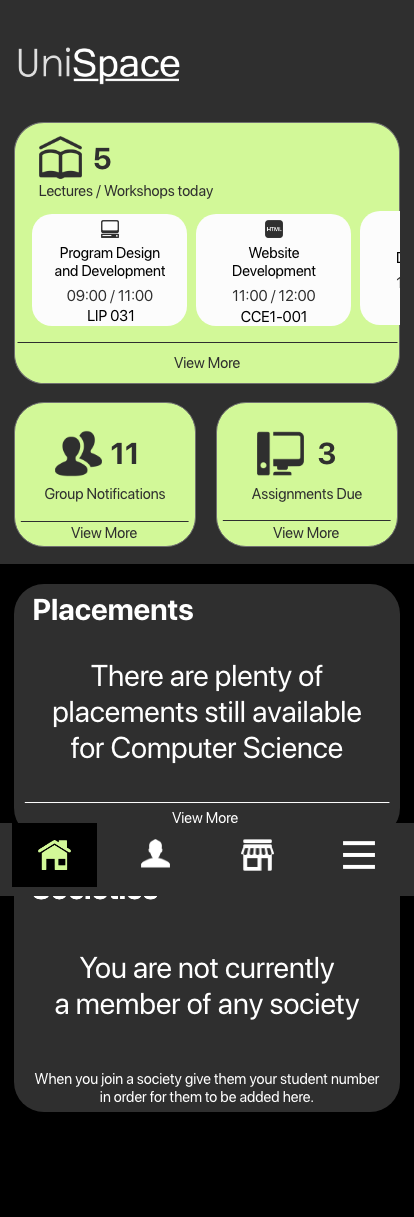 UniSpace
5
Lectures / Workshops today
Program Design
and Development
09:00 / 11:00
LIP 031
HTML
Website
Development
11:00 / 12:00
CCE1-001
View More
11
Group Notifications
View More
3
Assignments Due
View More
Placements
There are plenty of
placements still available
for Computer Science
View More
You are not currently
a member of any society
When you join a society give them your student number
in order for them to be added here.